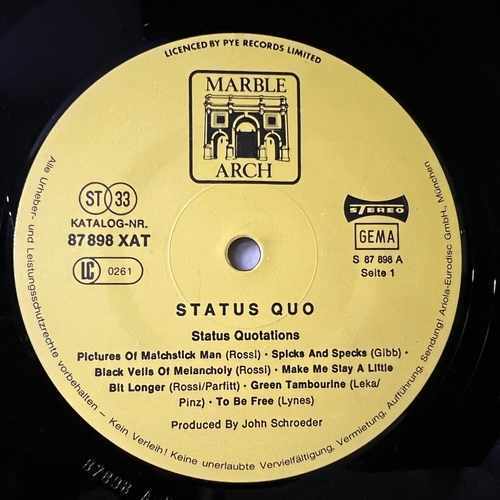 LICENCED BY PYE RECORDS LIMITED
MARBLE
ARCH
ST 33
KATALOG-NR.
87 898 XAT
LC 0261
STEREO
GEMA
S 87 898 A
Seite 1
STATUS QUO
Status Quotations
Pictures Of Matchstick Man (Rossi) · Spicks And Specks (Gibb) ·
Black Veils Of Melancholy (Rossi) · Make Me Stay A Little
Bit Longer (Rossi/Parfitt) · Green Tambourine (Leka/
Pinz) · To Be Free (Lynes)
Produced By Johh Schroeder
Alle Urheber- und Leistungsschutzrechte vorbehalten – Kein Verleih! Keine unerlaubte Vervielfältigung, Vermietung, Aufführung, Sendung! Ariola-Eurodisc GmbH., München
87898 A